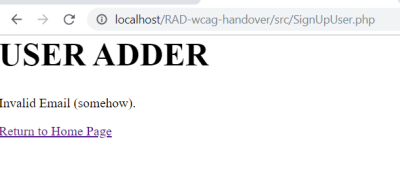 localhost/RAD-wcag-handover/src/SignUpUser.php
USER ADDER
Invalid Email (somehow).
Return to Home Page